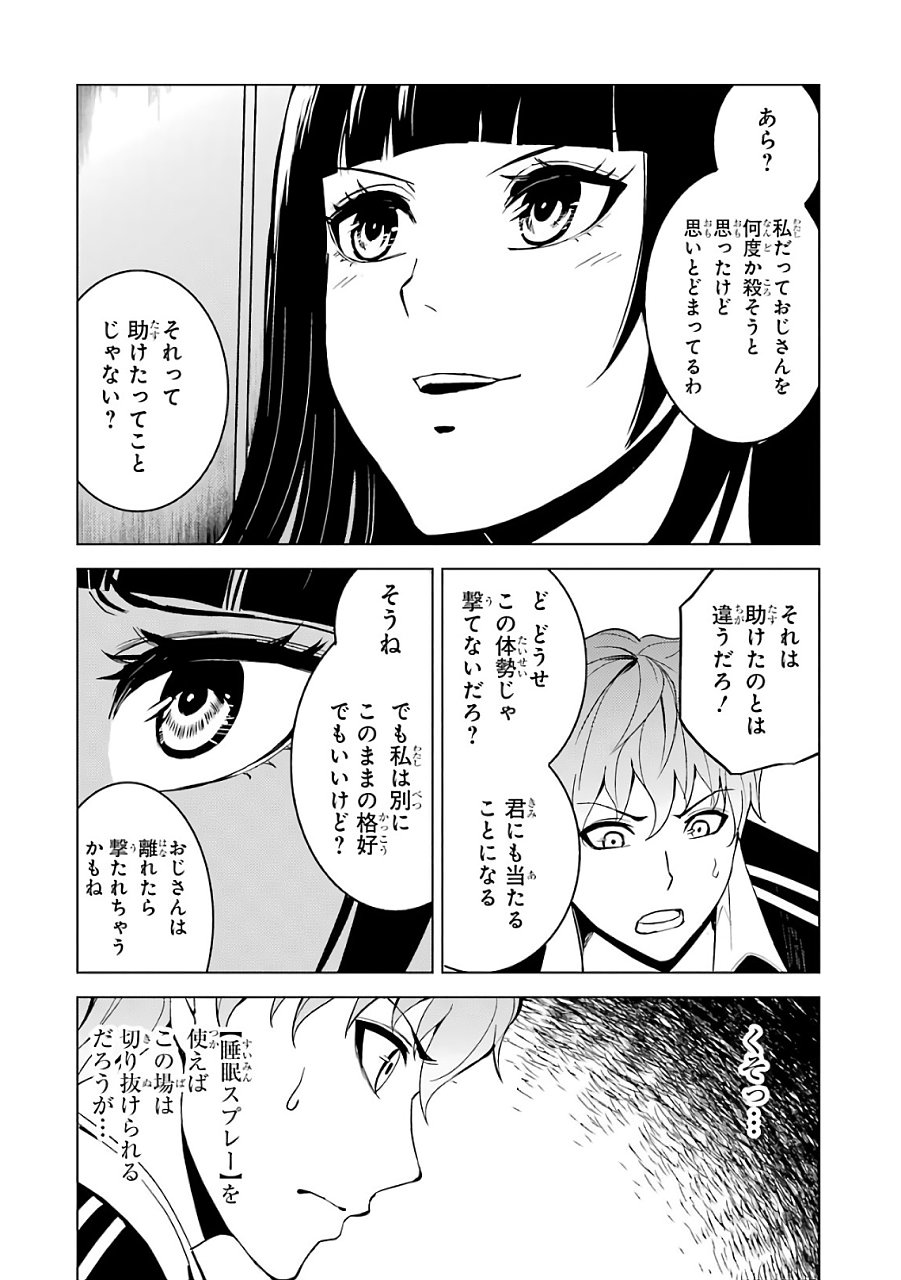 あら?
私だっておじさんを
何度か殺そうと
思ったけど
思いとどまってるわ
それって
助けたってこと
じゃない?
それは
助けたのとは
違うだろ!
ど どうせ
この体勢じゃ
撃てないだろ?
君にも当たる
ことになる
そうね
でも私は別に
このままの格好
でもいいけど?
おじさんは
離れたら
撃たれちゃう
かもね
くそっ…
【睡眠スプレー】を
使えば
この場は
切り抜けられる
だろうが…